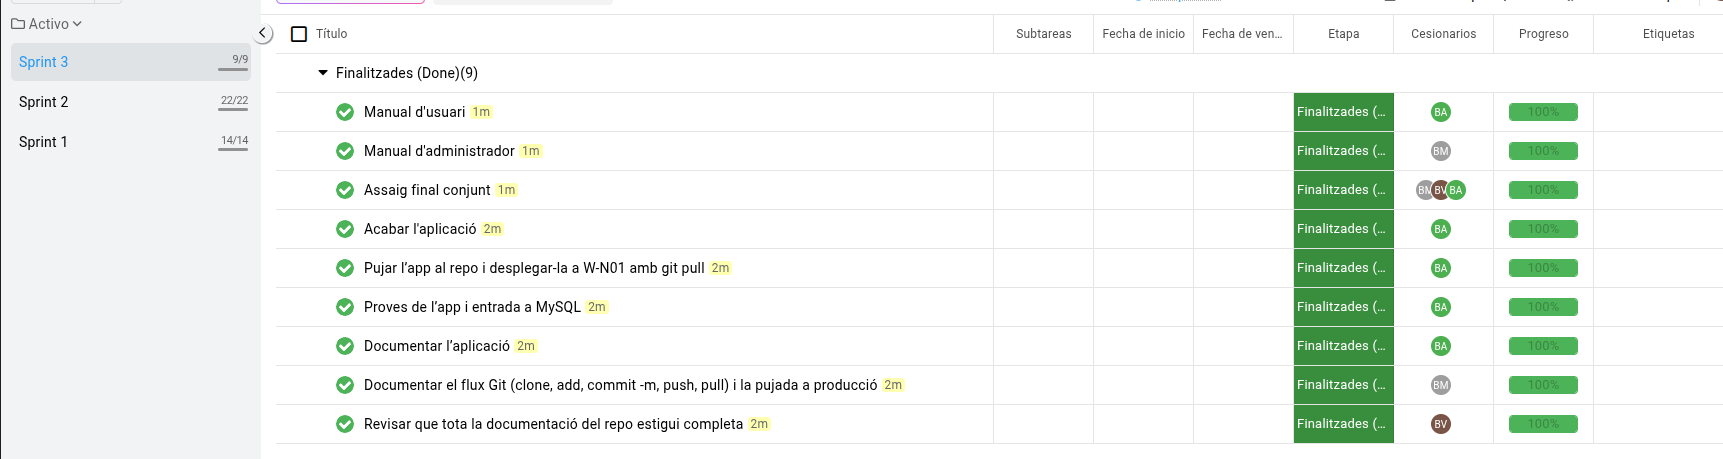 Activo
Sprint 3 9/9
Sprint 2 22/22
Sprint 1 14/14
Título Subtareas Fecha de inicio Fecha de ven... Etapa Cesionarios Progreso Etiquetas
Finalitzades (Done)(9)
Manual d'usuari 1m Finalitzades (... BA 100%
Manual d'administrador 1m Finalitzades (... BM 100%
Assaig final conjunt 1m Finalitzades (... BM BV BA 100%
Acabar l'aplicació 2m Finalitzades (... BA 100%
Pujar l’app al repo i desplegar-la a W-N01 amb git pull 2m Finalitzades (... BA 100%
Proves de l’app i entrada a MySQL 2m Finalitzades (... BA 100%
Documentar l’aplicació 2m Finalitzades (... BA 100%
Documentar el flux Git (clone, add, commit -m, push, pull) i la pujada a producció 2m Finalitzades (... BM 100%
Revisar que tota la documentació del repo estigui completa 2m Finalitzades (... BV 100%